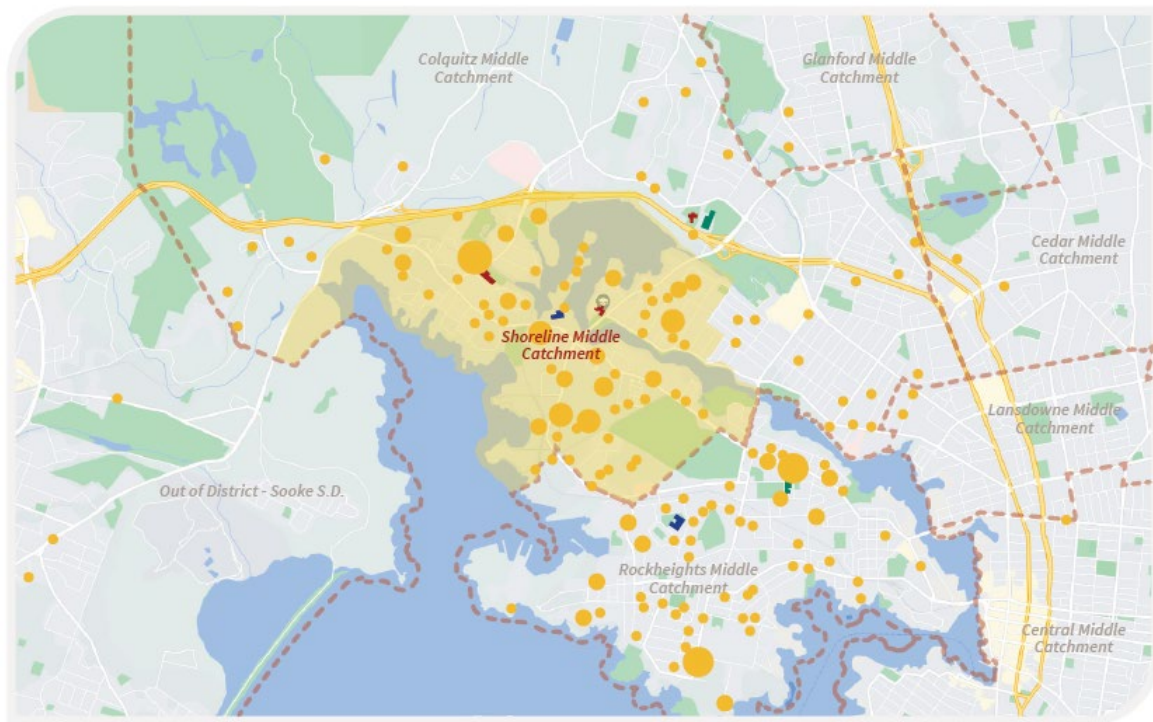 Colquitz Middle
Catchment
Glanford Middle
Catchment
Cedar Middle
Catchment
Shoreline Middle
Catchment
Lansdowne Middle
Catchment
Out of District - Sooke S.D.
Rockheights Middle
Catchment
Central Middle
Catchment